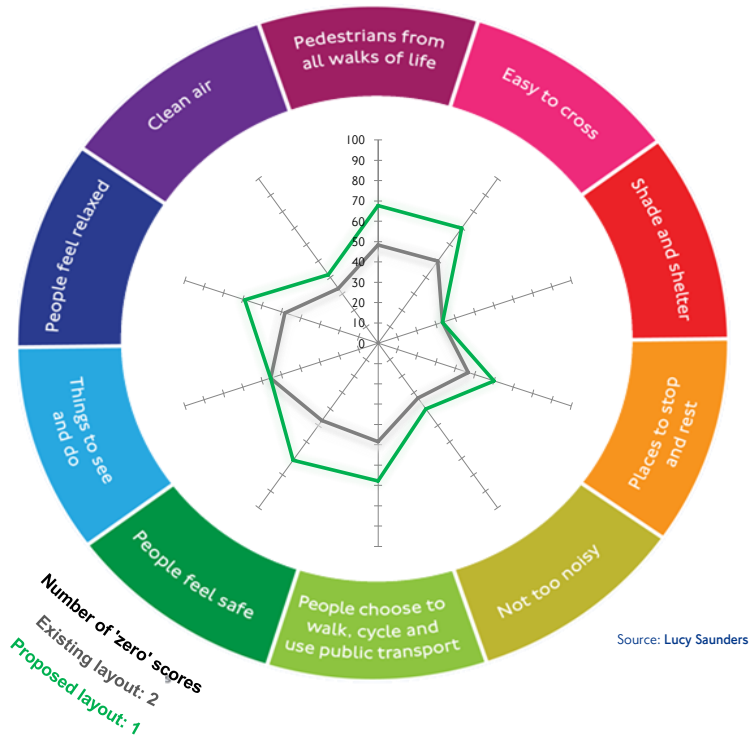 Pedestrians from
all walks of life
Easy to cross
Shade and shelter
Places to stop
and rest
Not too noisy
People choose to
walk, cycle and
use public transport
People feel safe
Things to see
and do
People feel relaxed
Clean air
100
90
80
70
60
50
40
30
20
10
0
Number of 'zero' scores
Existing layout: 2
Proposed layout: 1
Source: Lucy Saunders